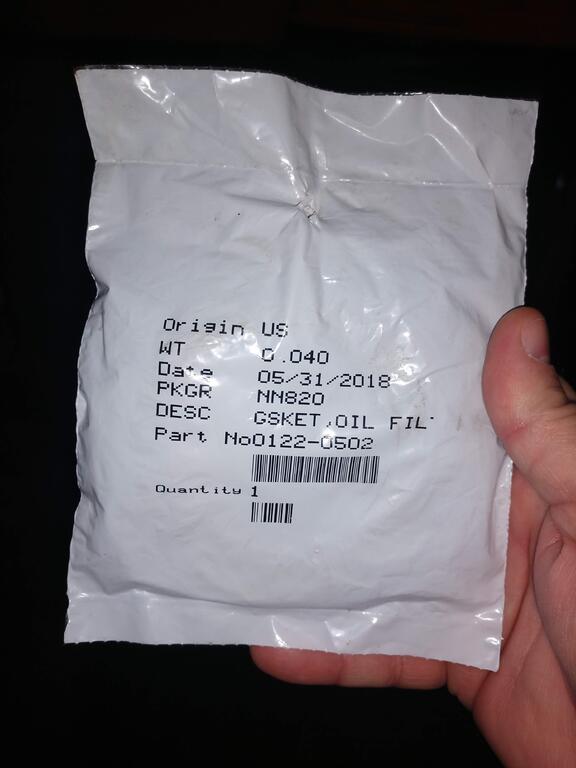 Origin US
WT 0.040
Date 05/31/2018
PKGR NN820
DESC GSKET,OIL FILT
Part No0122-0502
Quantity 1